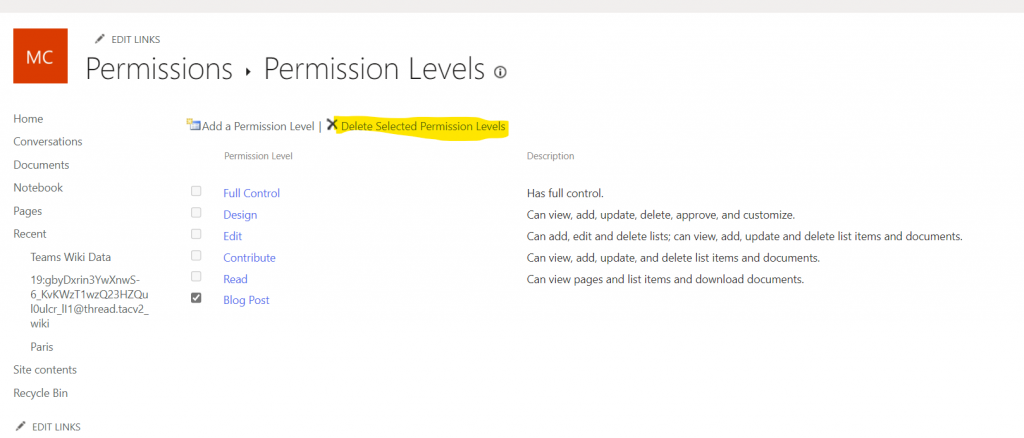 MC
EDIT LINKS
Permissions ▸ Permission Levels
Home
Conversations
Documents
Notebook
Pages
Recent
Teams Wiki Data
19:gbyDxrin3YwXnwS-
6_KvKWzT1wzQ23HZQu
l0ulcr_lI1@thread.tacv2_
wiki
Paris
Site contents
Recycle Bin
EDIT LINKS
Add a Permission Level | Delete Selected Permission Levels
Permission Level Description
Full Control Has full control.
Design Can view, add, update, delete, approve, and customize.
Edit Can add, edit and delete lists; can view, add, update and delete list items and documents.
Contribute Can view, add, update, and delete list items and documents.
Read Can view pages and list items and download documents.
Blog Post